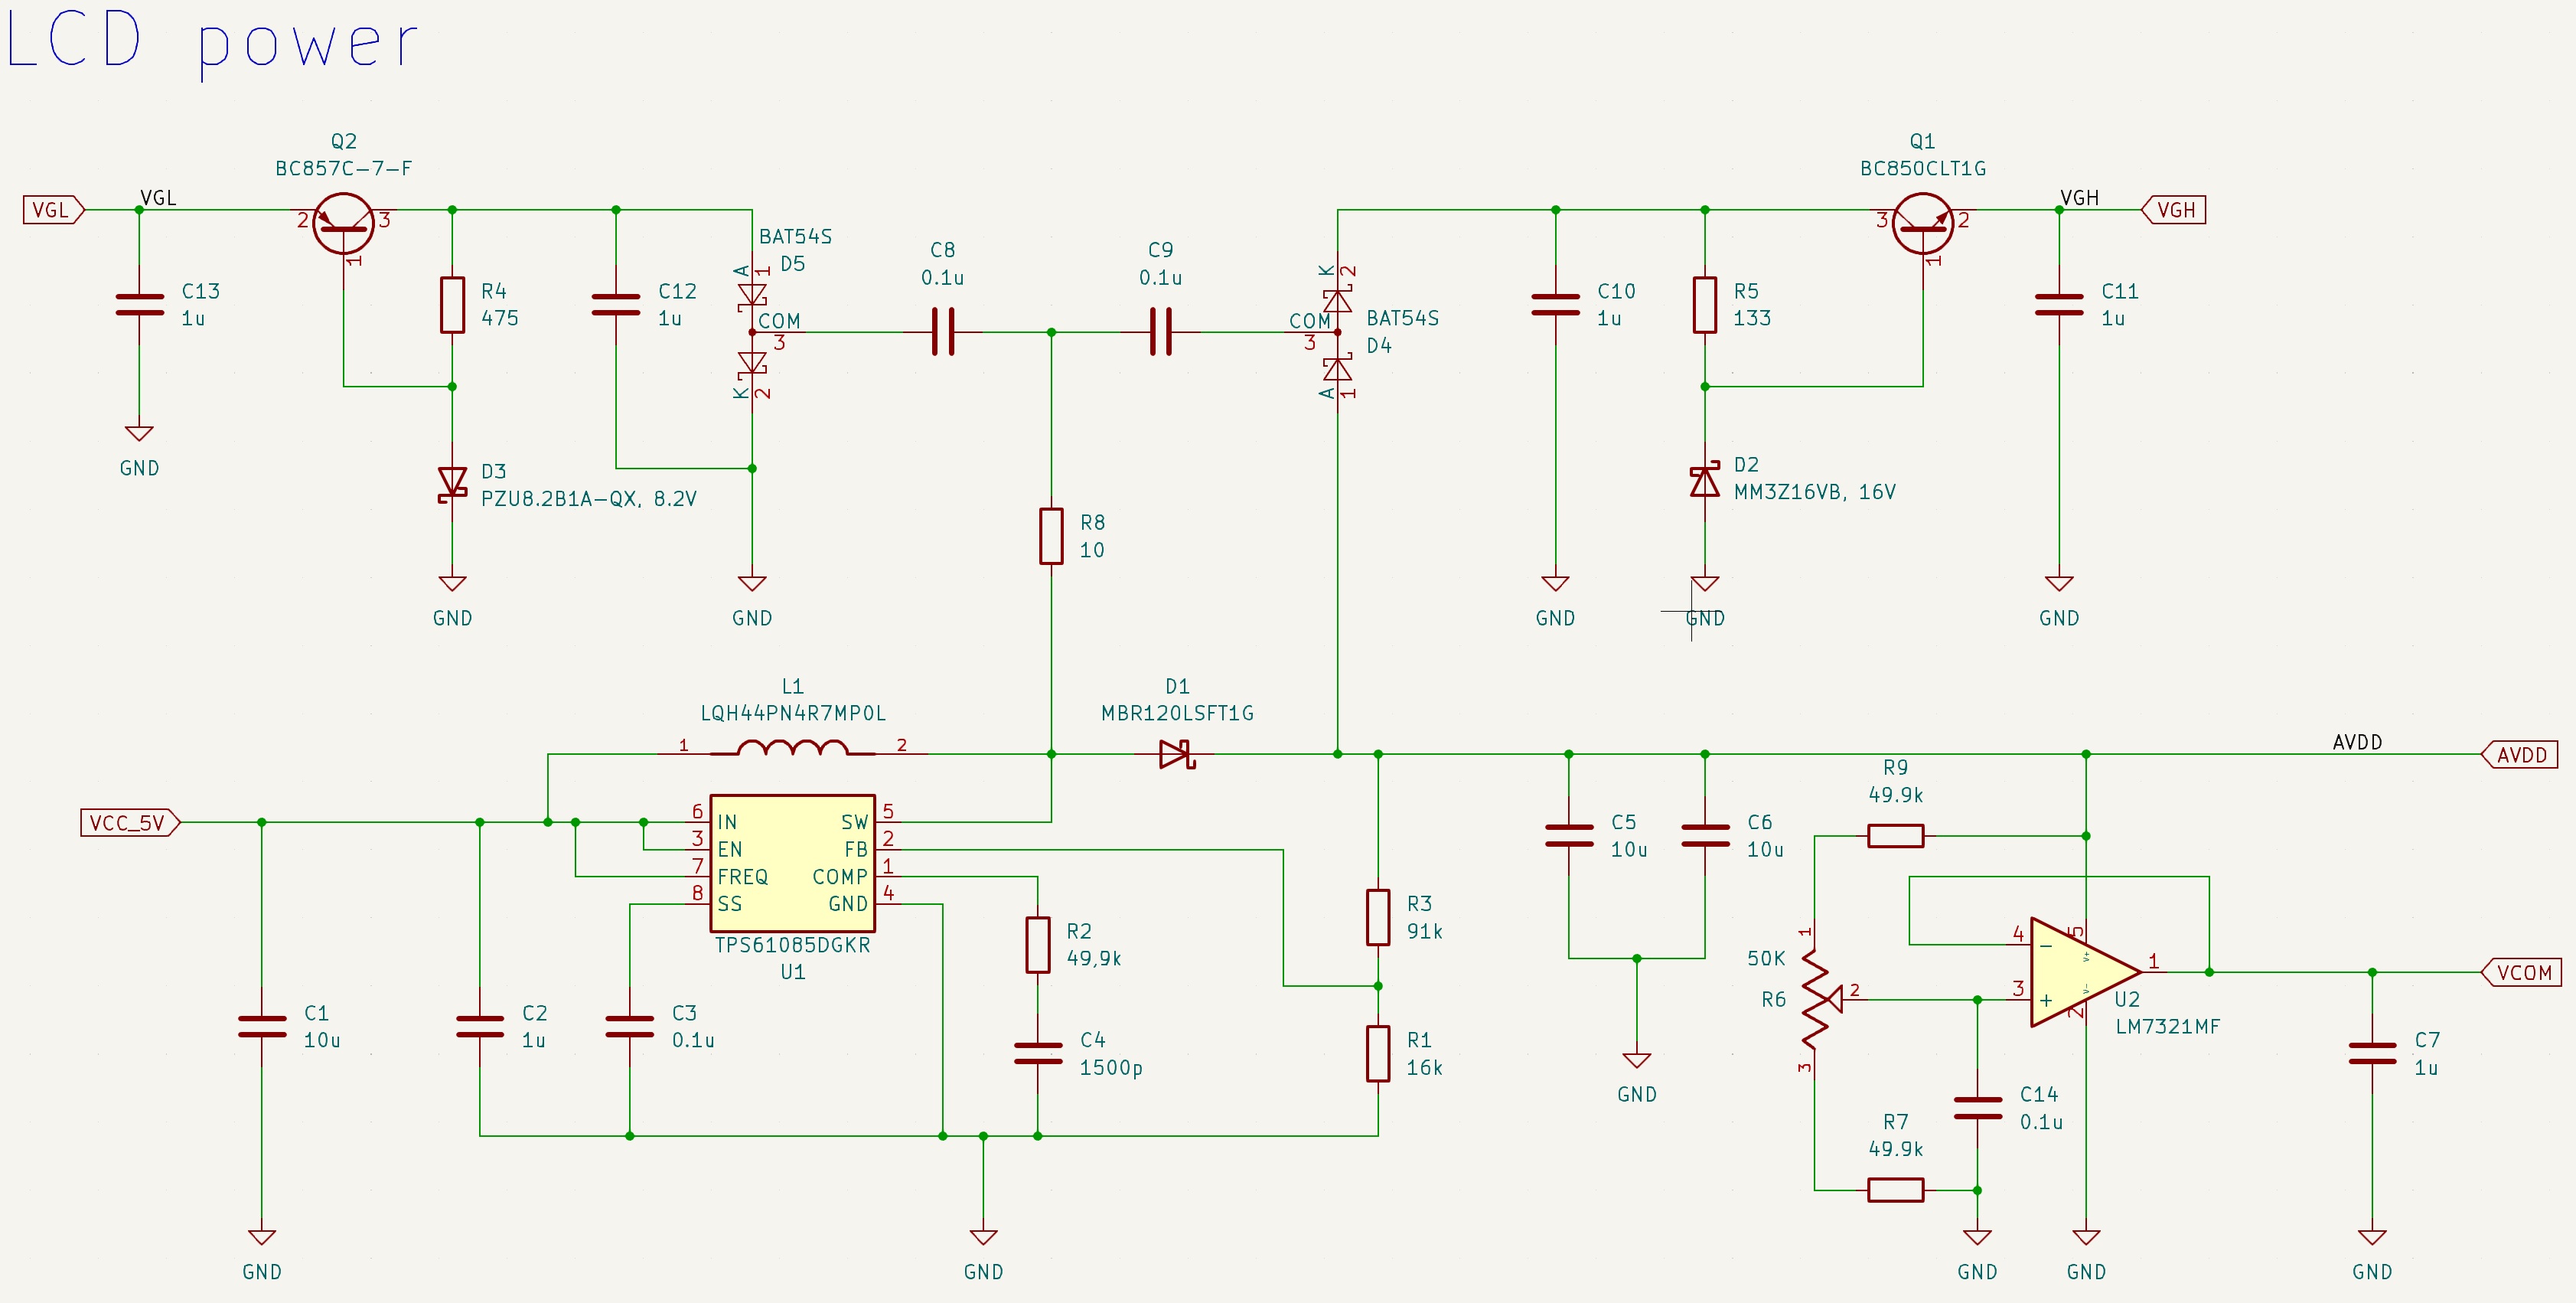 LCD power
Q2
BC857C-7-F
VGL
VGL
2
3
1
C13
1u
GND
R4
475
D3
PZU8.2B1A-QX, 8.2V
GND
C12
1u
BAT54S
D5
A
1
COM
3
K
2
GND
C8
0.1u
C9
0.1u
R8
10
K
2
COM
3
BAT54S
D4
A
1
C10
1u
GND
R5
133
D2
MM3Z16VB, 16V
GND
Q1
BC850CLT1G
3
2
1
VGH
VGH
C11
1u
GND
L1
LQH44PN4R7MP0L
1
2
D1
MBR120LSFT1G
AVDD
AVDD
VCC_5V
6
IN
SW
5
3
EN
FB
2
7
FREQ
COMP
1
8
SS
GND
4
TPS61085DGKR
U1
C1
10u
GND
C2
1u
C3
0.1u
R2
49,9k
C4
1500p
GND
R3
91k
R1
16k
C5
10u
C6
10u
GND
R9
49.9k
50K
R6
1
2
3
R7
49.9k
C14
0.1u
GND
4
-
3
+
5
V+
1
2
V-
U2
LM7321MF
GND
VCOM
C7
1u
GND